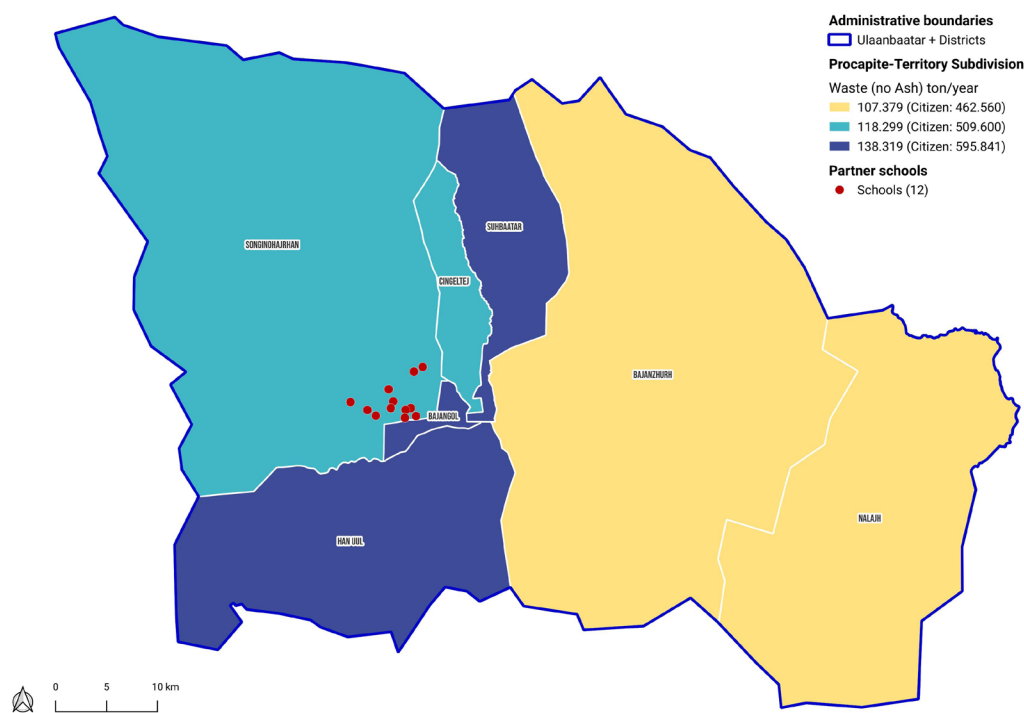 Administrative boundaries
Ulaanbaatar + Districts
Procapite-Territory Subdivision
Waste (no Ash) ton/year
107.379 (Citizen: 462.560)
118.299 (Citizen: 509.600)
138.319 (Citizen: 595.841)
Partner schools
Schools (12)
SONGINOHAJRHAN
SUHBAATAR
CINGELTEJ
BAJANZHURH
BAJANGOL
NALAJH
HAN UUL
0 5 10 km